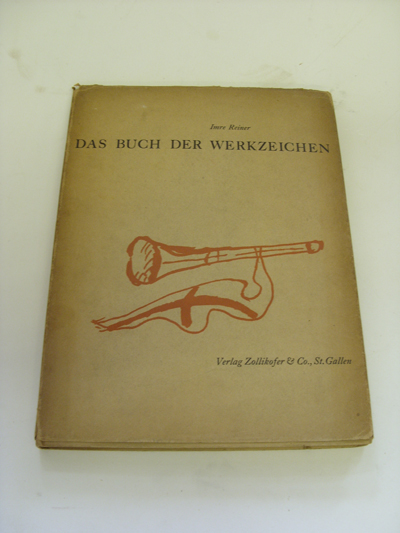 Imre Reiner
DAS BUCH DER WERKZEICHEN
Verlag Zollikofer & Co., St. Gallen